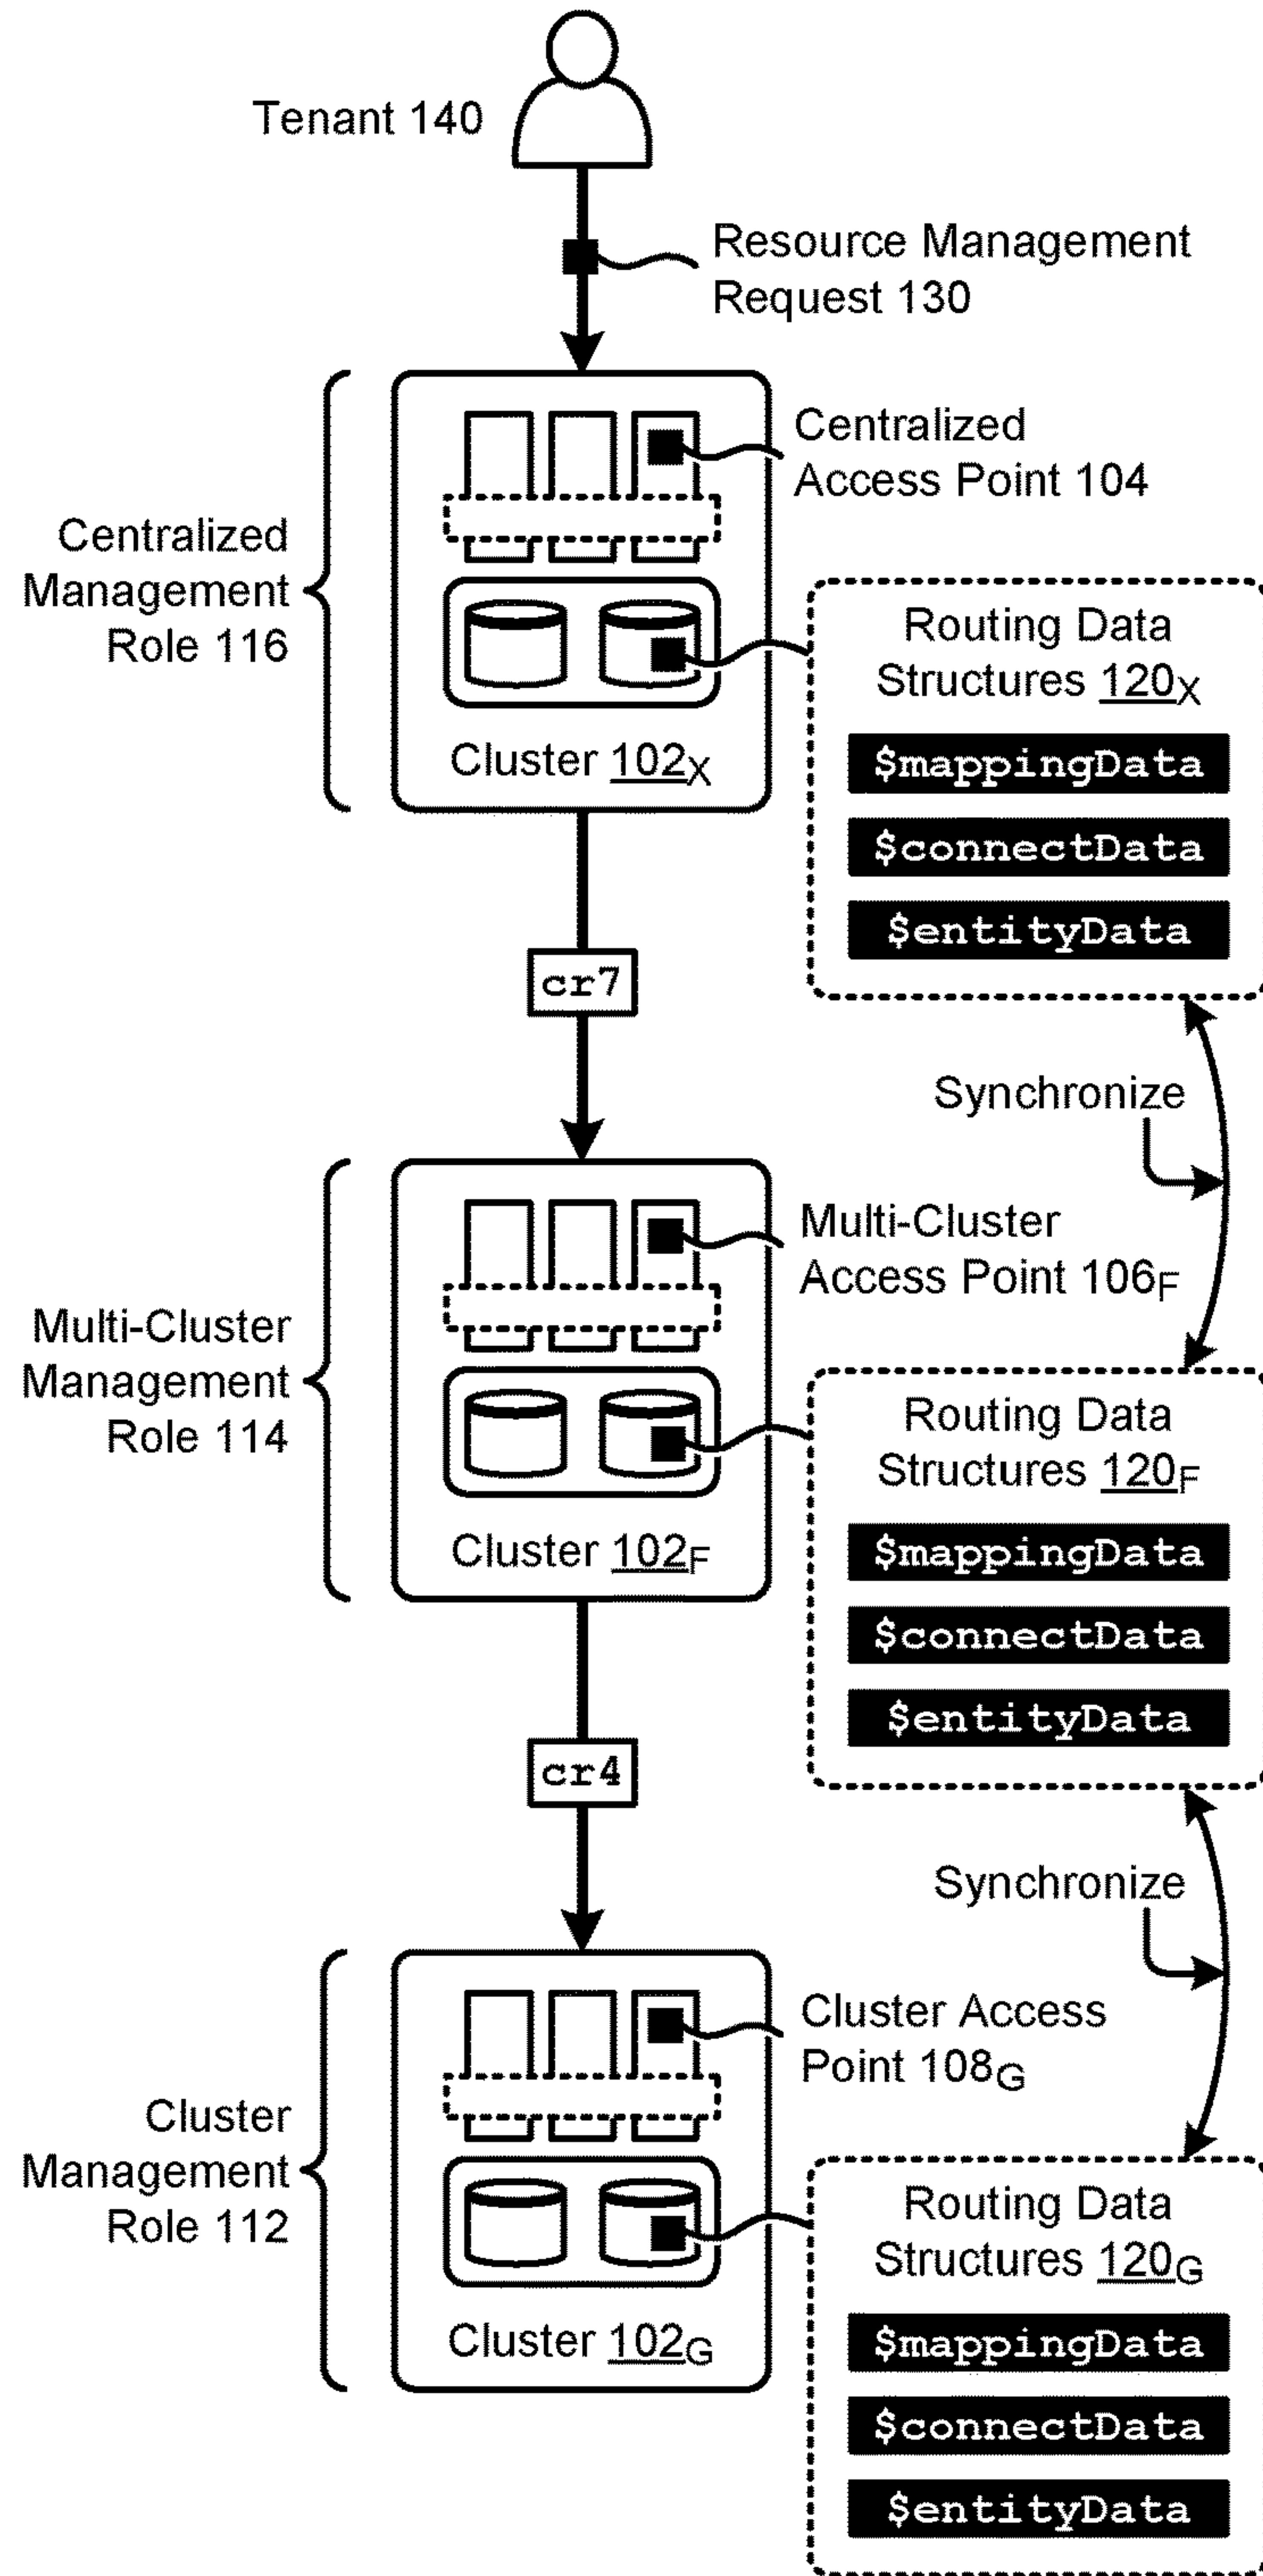 Tenant 140
Resource Management
Request 130
Centralized
Access Point 104
Centralized
Management
Role 116
Routing Data
Structures 120X
$mappingData
$connectData
$entityData
Cluster 102X
cr7
Synchronize
Multi-Cluster
Access Point 106F
Multi-Cluster
Management
Role 114
Routing Data
Structures 120F
$mappingData
$connectData
$entityData
Cluster 102F
cr4
Synchronize
Cluster Access
Point 108G
Cluster
Management
Role 112
Routing Data
Structures 120G
$mappingData
$connectData
$entityData
Cluster 102G